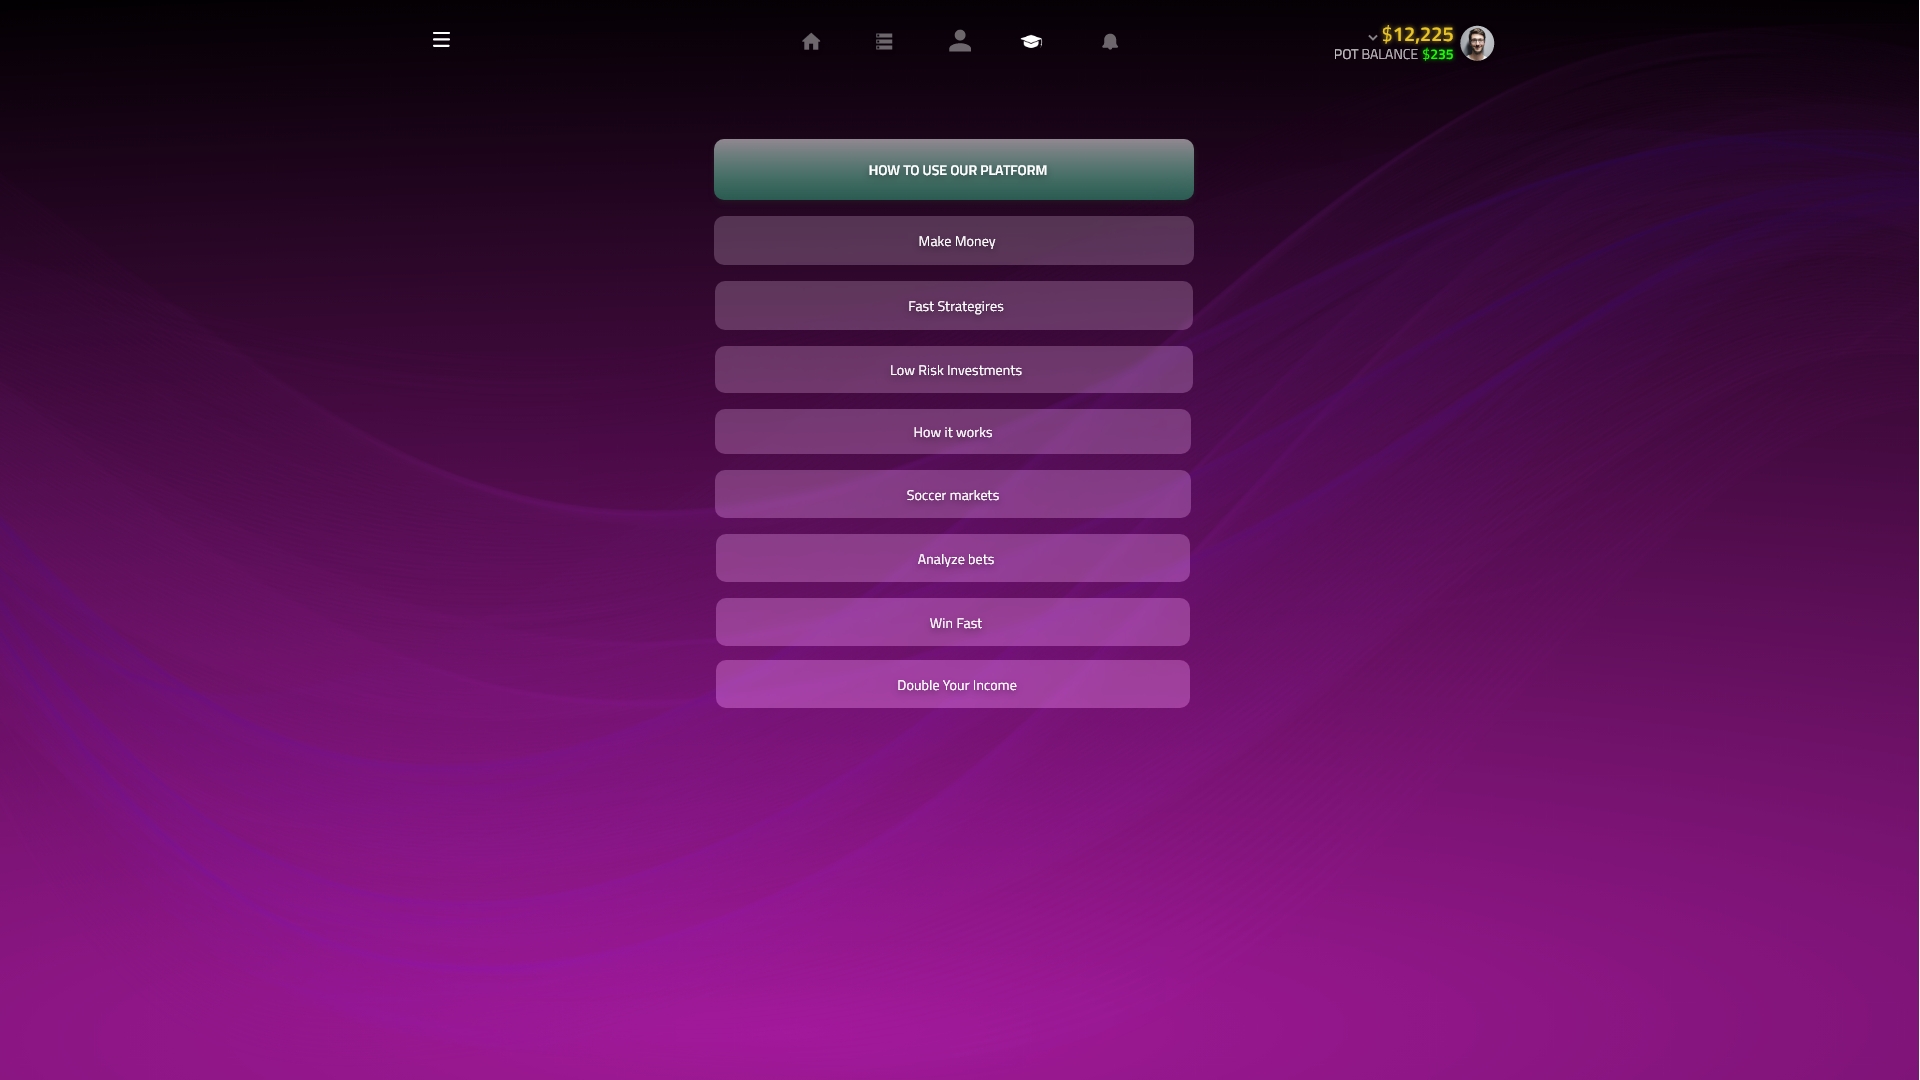 $12,225
POT BALANCE $235
HOW TO USE OUR PLATFORM
Make Money
Fast Strategires
Low Risk Investments
How it works
Soccer markets
Analyze bets
Win Fast
Double Your Income